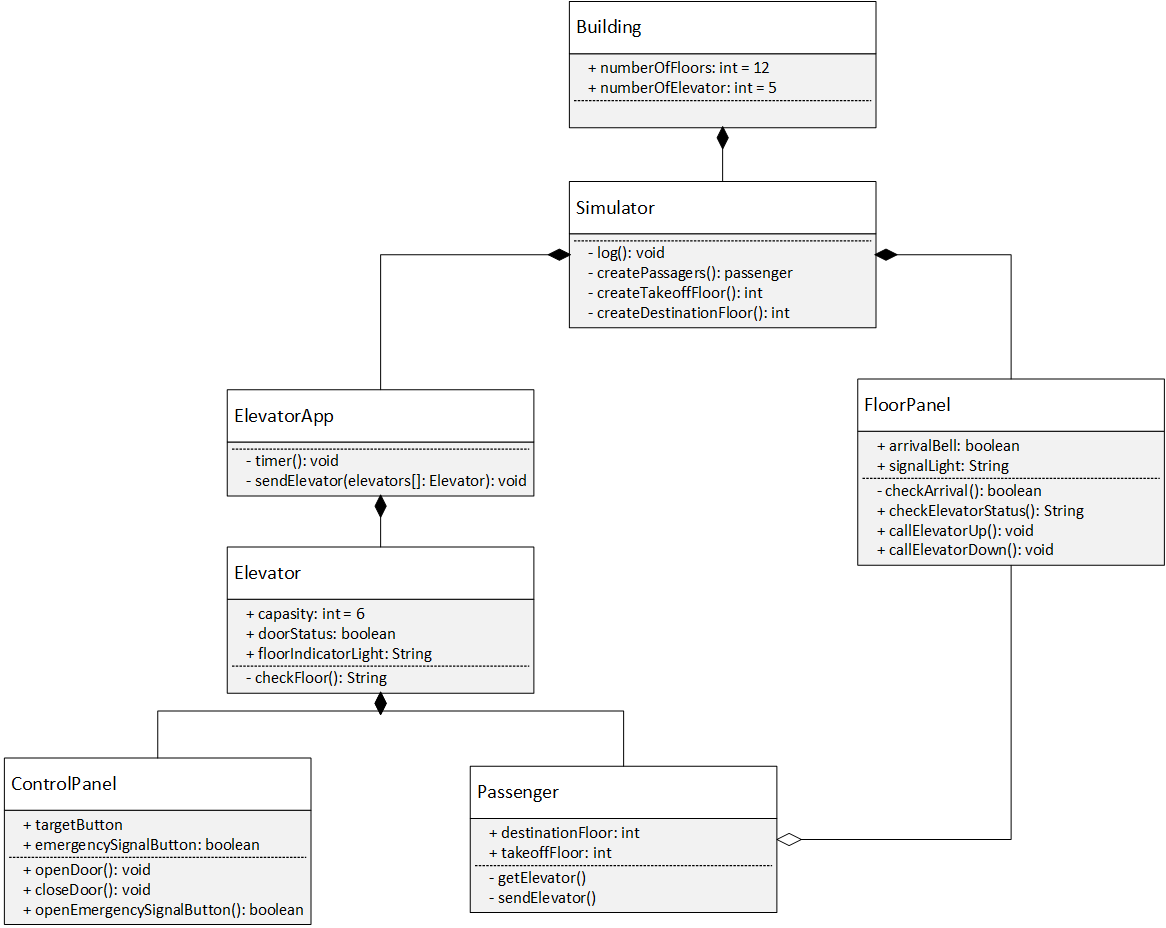 Building
+ numberOfFloors: int = 12
+ numberOfElevator: int = 5
Simulator
- log(): void
- createPassagers(): passenger
- createTakeoffFloor(): int
- createDestinationFloor(): int
ElevatorApp
- timer(): void
- sendElevator(elevators[]: Elevator): void
FloorPanel
+ arrivalBell: boolean
+ signalLight: String
- checkArrival(): boolean
+ checkElevatorStatus(): String
+ callElevatorUp(): void
+ callElevatorDown(): void
Elevator
+ capasity: int = 6
+ doorStatus: boolean
+ floorIndicatorLight: String
- checkFloor(): String
ControlPanel
+ targetButton
+ emergencySignalButton: boolean
+ openDoor(): void
+ closeDoor(): void
+ openEmergencySignalButton(): boolean
Passenger
+ destinationFloor: int
+ takeoffFloor: int
- getElevator()
- sendElevator()